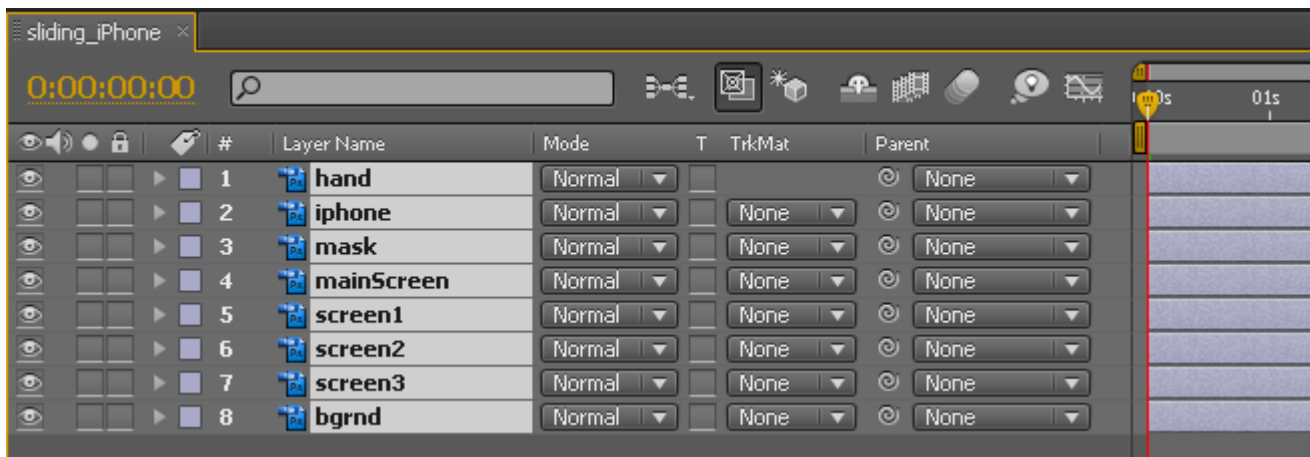 sliding_iPhone ×
0:00:00:00
01s
# Layer Name Mode T TrkMat Parent
1 hand Normal None
2 iphone Normal None None
3 mask Normal None None
4 mainScreen Normal None None
5 screen1 Normal None None
6 screen2 Normal None None
7 screen3 Normal None None
8 bgrnd Normal None None